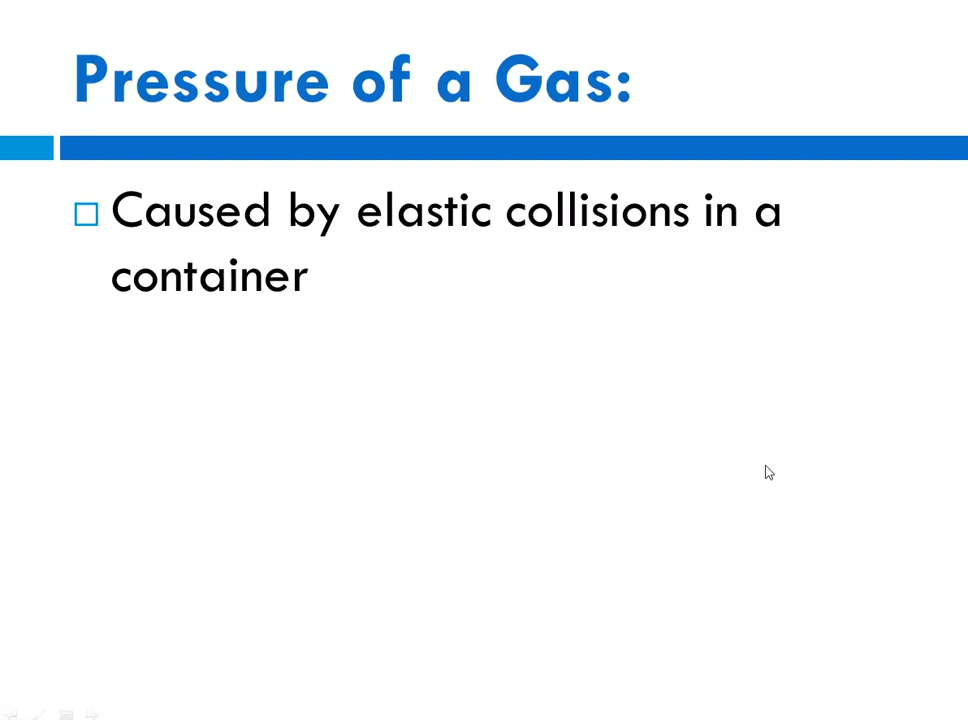 Pressure of a Gas:
Caused by elastic collisions in a
container